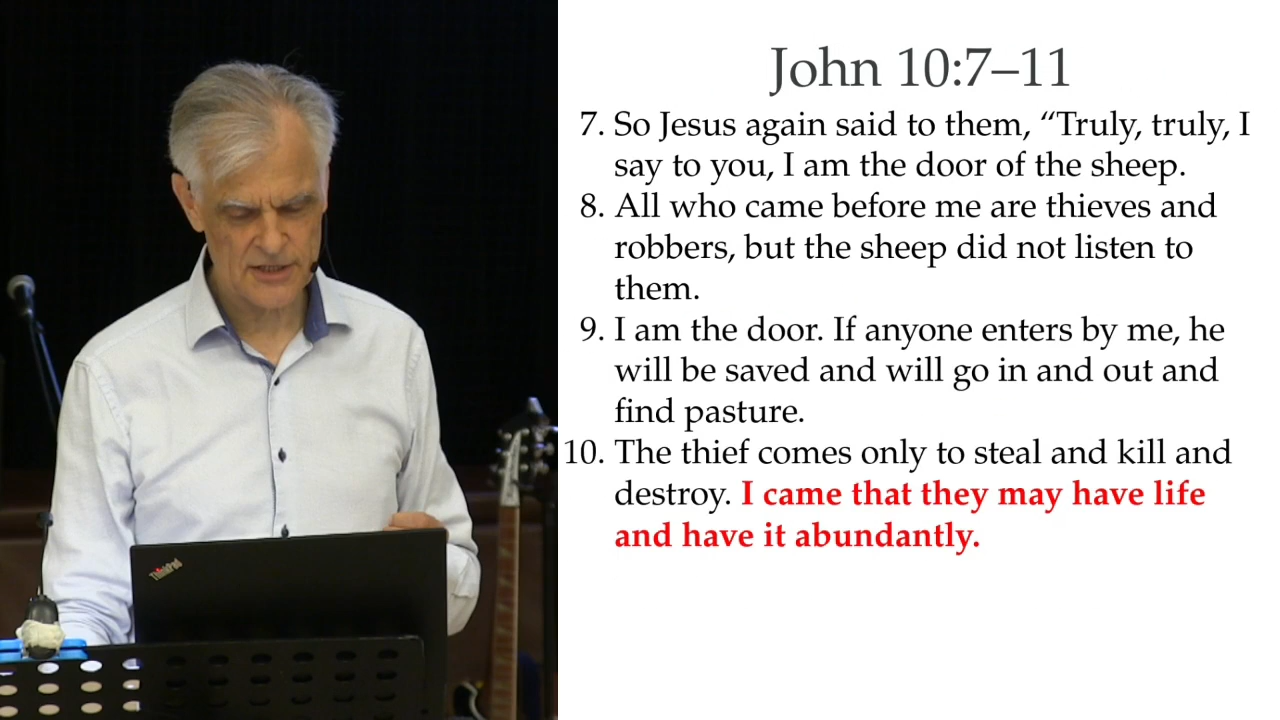 John 10:7–11
7. So Jesus again said to them, “Truly, truly, I
say to you, I am the door of the sheep.
8. All who came before me are thieves and
robbers, but the sheep did not listen to
them.
9. I am the door. If anyone enters by me, he
will be saved and will go in and out and
find pasture.
10. The thief comes only to steal and kill and
destroy. I came that they may have life
and have it abundantly.
ThinkPad